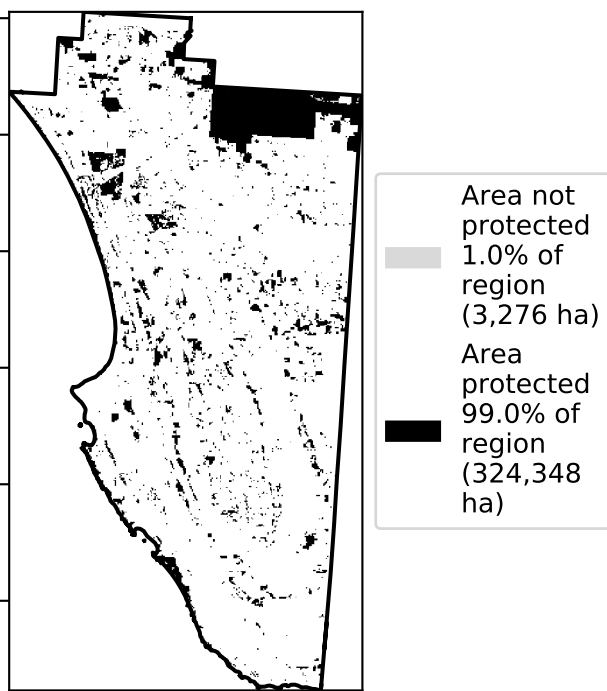 Area not
protected
1.0% of
region
(3,276 ha)
Area
protected
99.0% of
region
(324,348
ha)